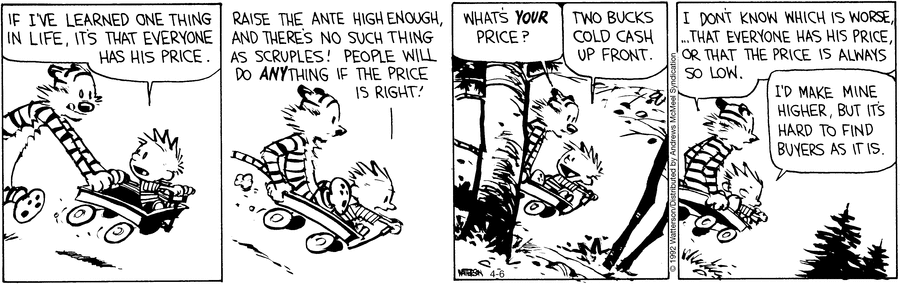 IF I'VE LEARNED ONE THING
IN LIFE, IT'S THAT EVERYONE
HAS HIS PRICE.
RAISE THE ANTE HIGH ENOUGH,
AND THERE'S NO SUCH THING
AS SCRUPLES! PEOPLE WILL
DO ANYTHING IF THE PRICE
IS RIGHT!
WHAT'S YOUR
PRICE?
TWO BUCKS
COLD CASH
UP FRONT.
WATTERSON 4-6
© 1992 Watterson/Distributed by Andrews McMeel Syndication
I DON'T KNOW WHICH IS WORSE,
...THAT EVERYONE HAS HIS PRICE,
OR THAT THE PRICE IS ALWAYS
SO LOW.
I'D MAKE MINE
HIGHER, BUT IT'S
HARD TO FIND
BUYERS AS IT IS.